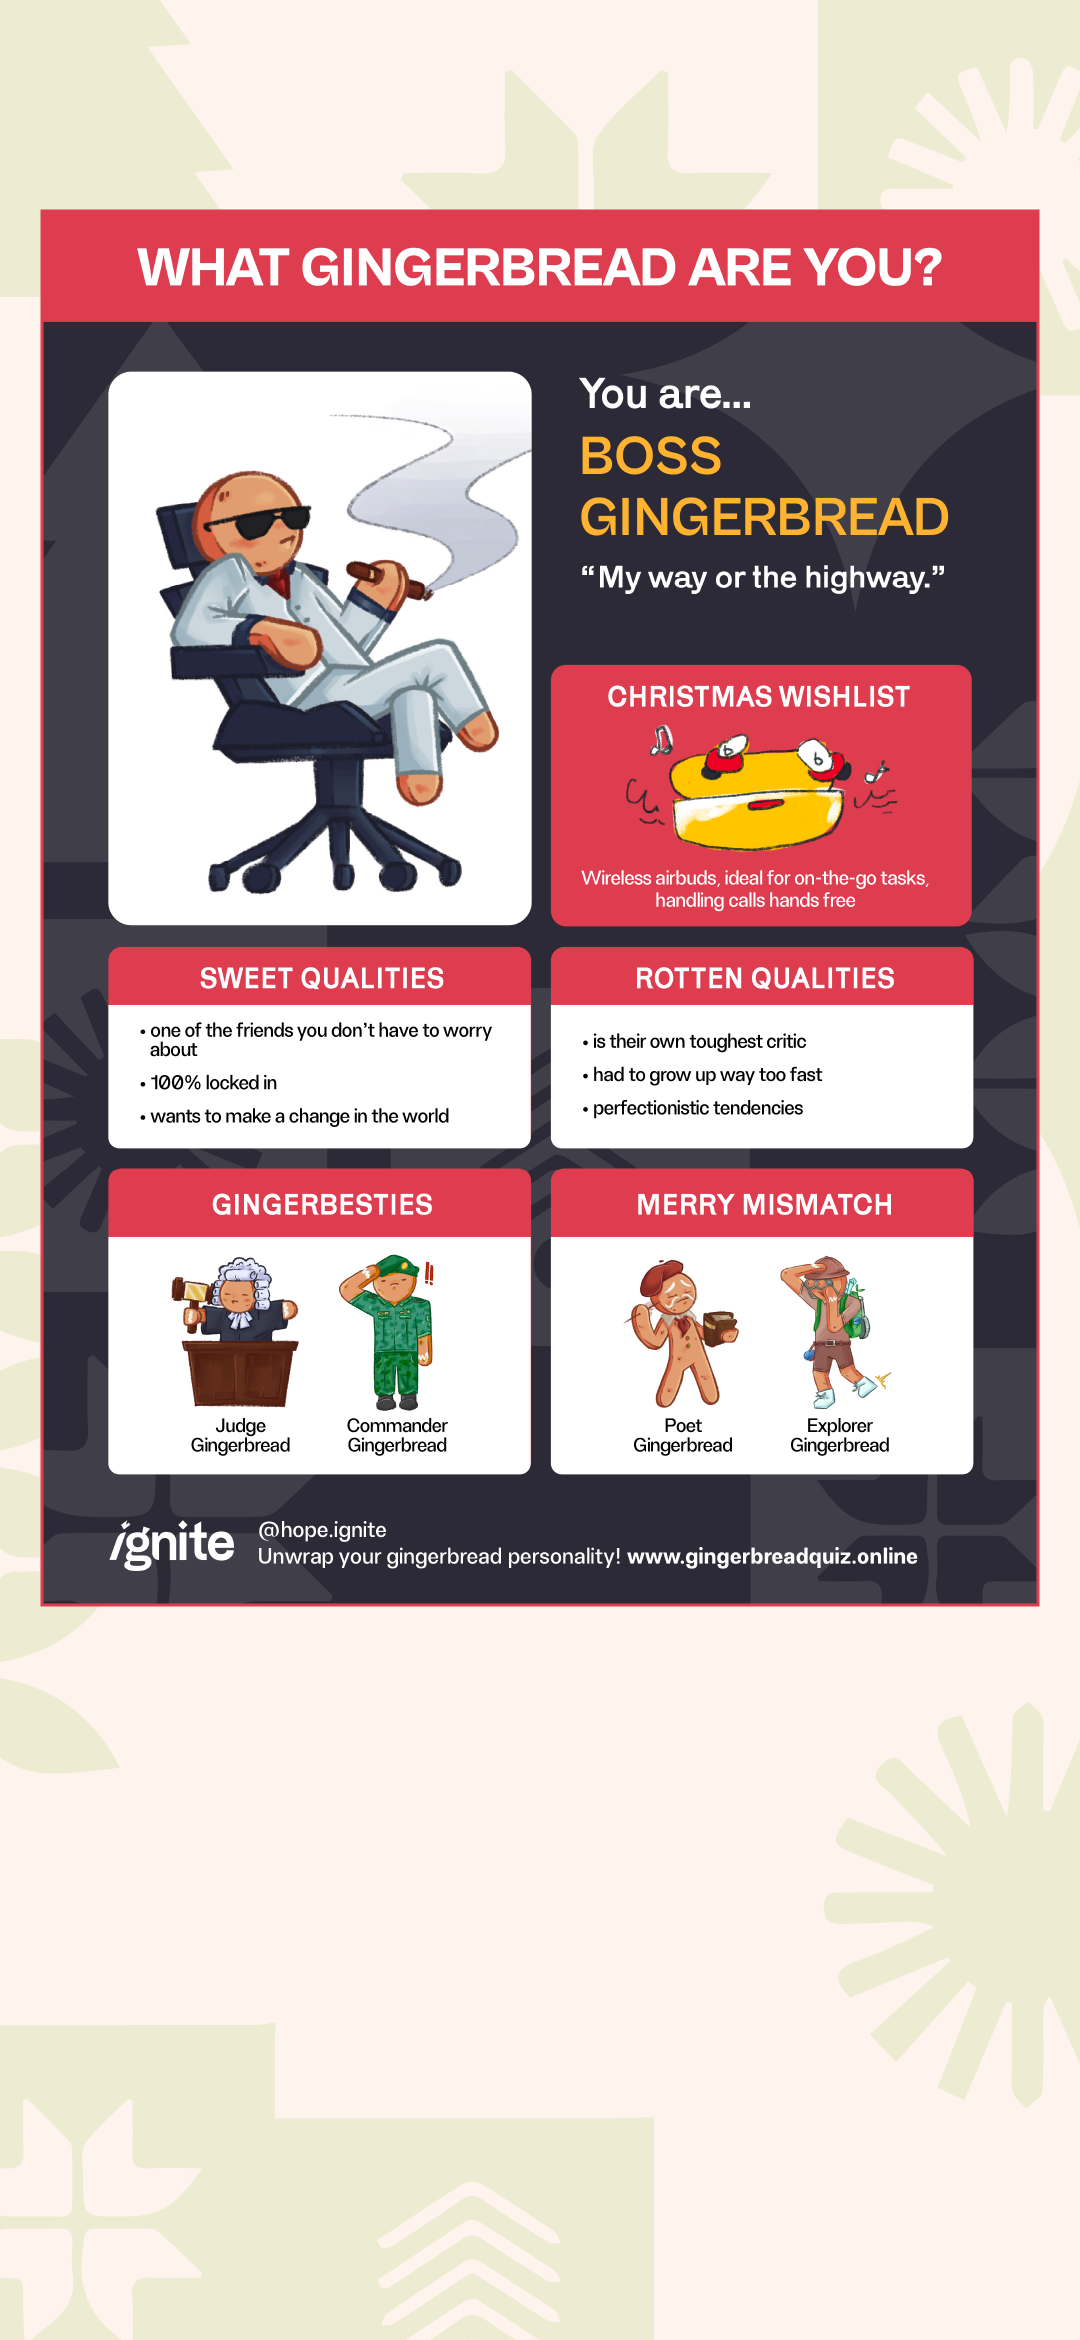 WHAT GINGERBREAD ARE YOU?
You are...
BOSS
GINGERBREAD
“My way or the highway.”
CHRISTMAS WISHLIST
6
6
Wireless airbuds, ideal for on-the-go tasks,
handling calls hands free
SWEET QUALITIES
• one of the friends you don't have to worry
about
• 100% locked in
• wants to make a change in the world
ROTTEN QUALITIES
• is their own toughest critic
• had to grow up way too fast
• perfectionistic tendencies
GINGERBESTIES
!!
Judge
Gingerbread
Commander
Gingerbread
MERRY MISMATCH
Poet
Gingerbread
Explorer
Gingerbread
ignite
@hope.ignite
Unwrap your gingerbread personality! www.gingerbreadquiz.online